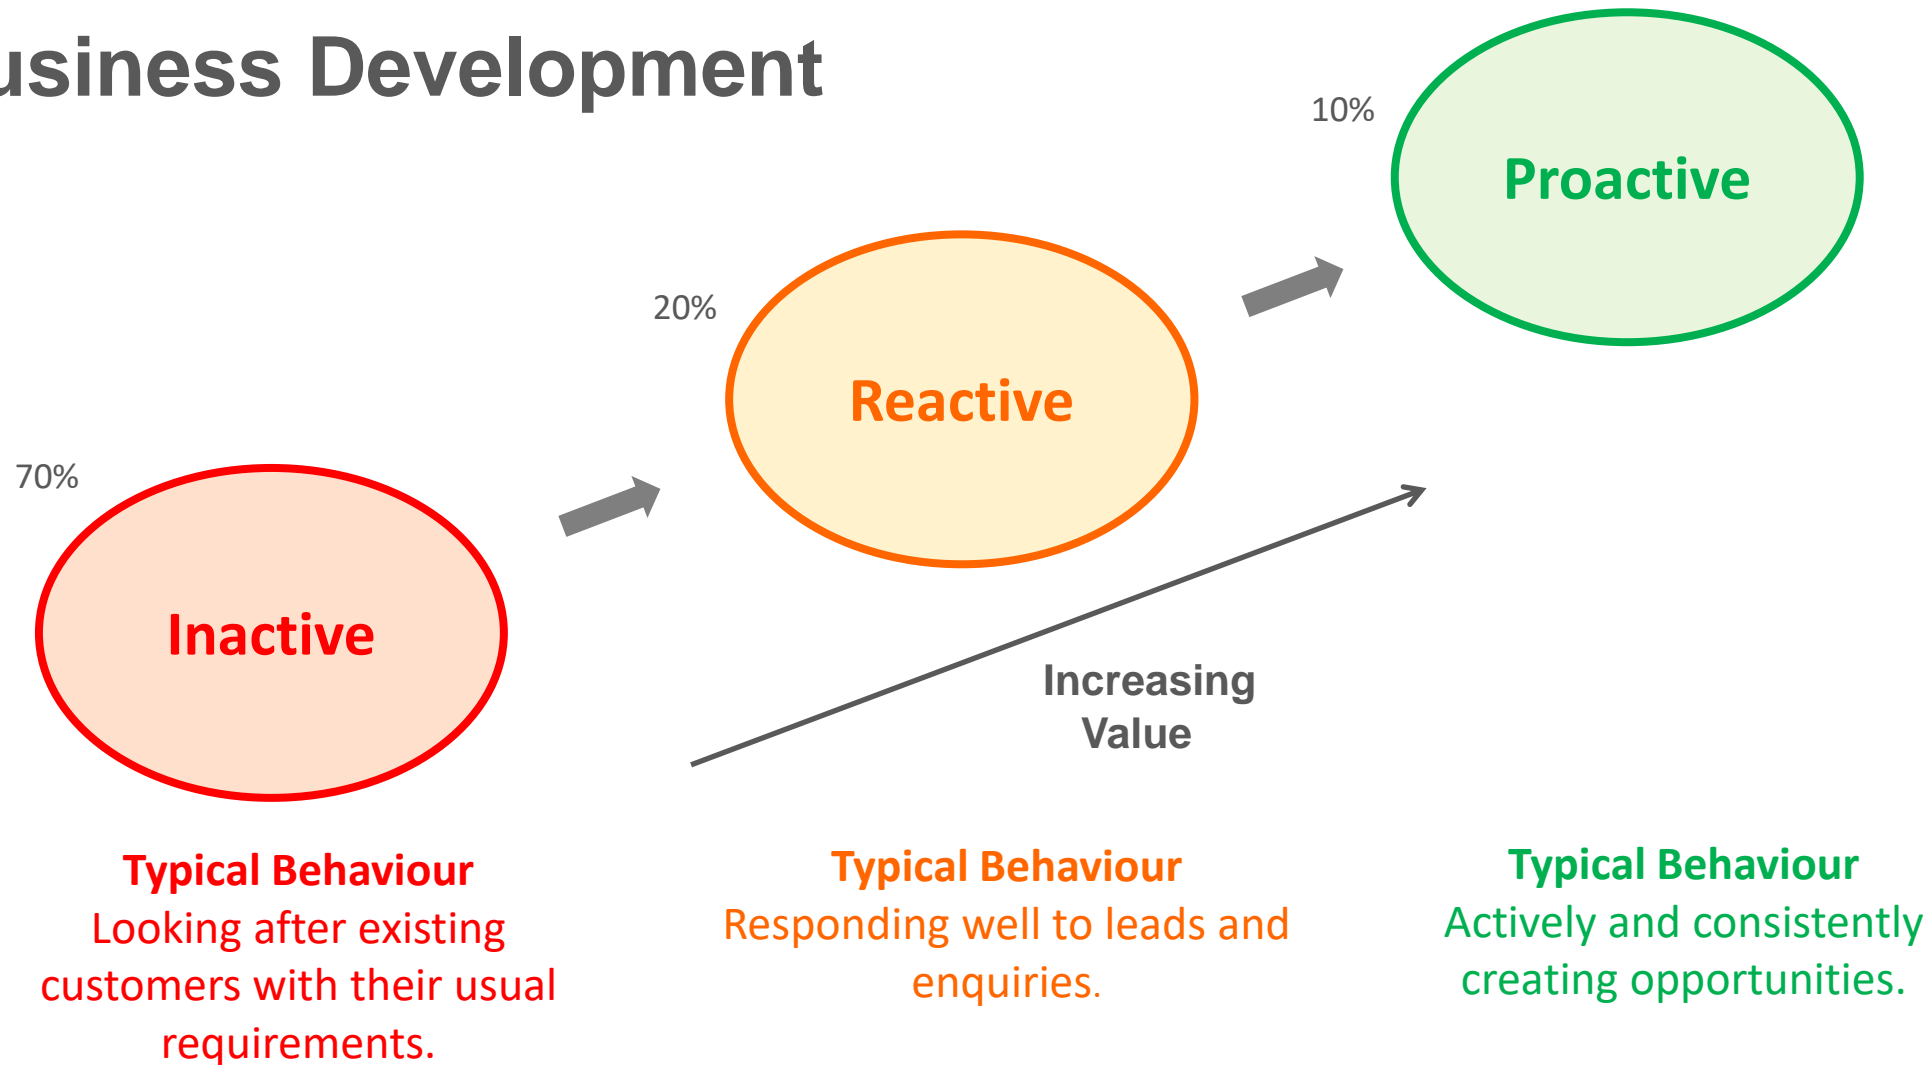 usiness Development
10%
Proactive
20%
Reactive
70%
Inactive
Increasing
Value
Typical Behaviour
Looking after existing
customers with their usual
requirements.
Typical Behaviour
Responding well to leads and
enquiries.
Typical Behaviour
Actively and consistently
creating opportunities.